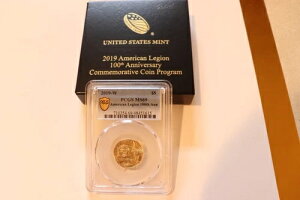 UNITED STATES MINT
2019 American Legion
100th Anniversary
Commemorative Coin Program
2019-W $5
PCGS MS69
American Legion 100th Ann